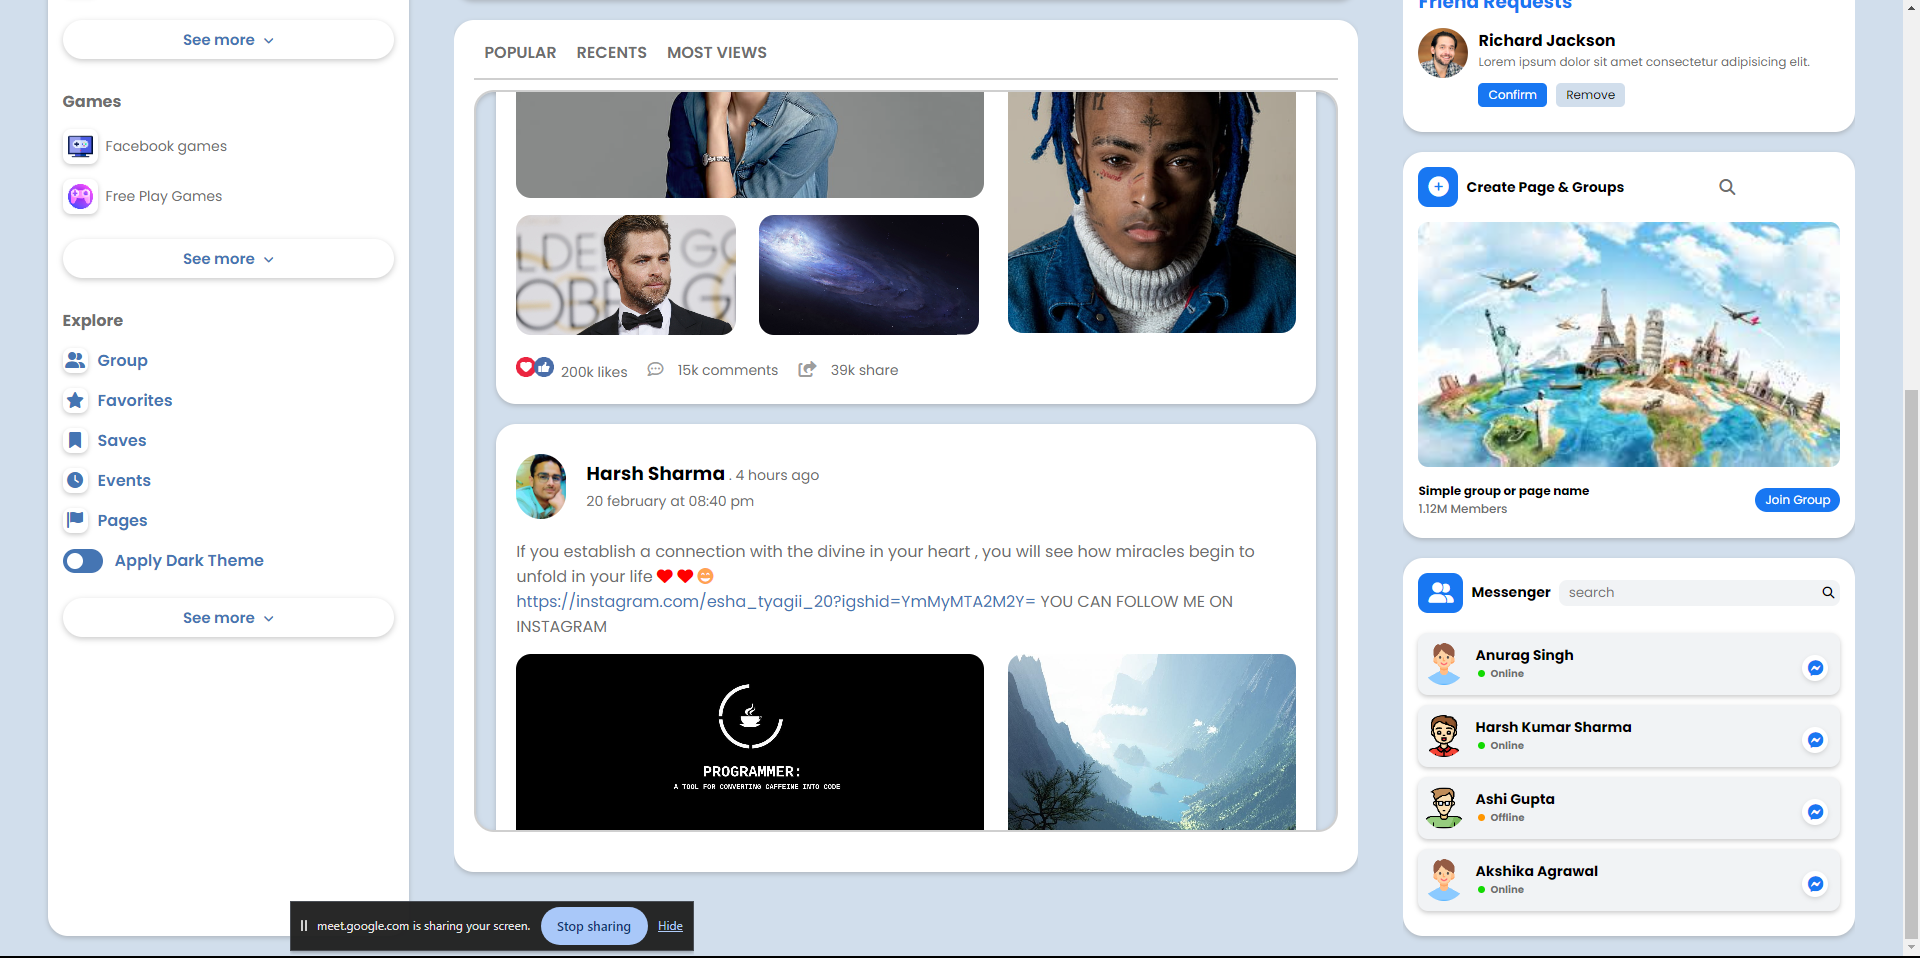 See more
Games
Facebook games
Free Play Games
See more
Explore
Group
Favorites
Saves
Events
Pages
Apply Dark Theme
See more
POPULAR RECENTS MOST VIEWS
200k likes 15k comments 39k share
Harsh Sharma . 4 hours ago
20 february at 08:40 pm
If you establish a connection with the divine in your heart , you will see how miracles begin to
unfold in your life ❤ ❤ 😄
https://instagram.com/esha_tyagii_20?igshid=YmMyMTA2M2Y= YOU CAN FOLLOW ME ON
INSTAGRAM
PROGRAMMER:
A TOOL FOR CONVERTING CAFFEINE INTO CODE
Friend Requests
Richard Jackson
Lorem ipsum dolor sit amet consectetur adipisicing elit.
Confirm Remove
Create Page & Groups
Simple group or page name
1.12M Members
Join Group
Messenger search
Anurag Singh
Online
Harsh Kumar Sharma
Online
Ashi Gupta
Offline
Akshika Agrawal
Online
meet.google.com is sharing your screen. Stop sharing Hide